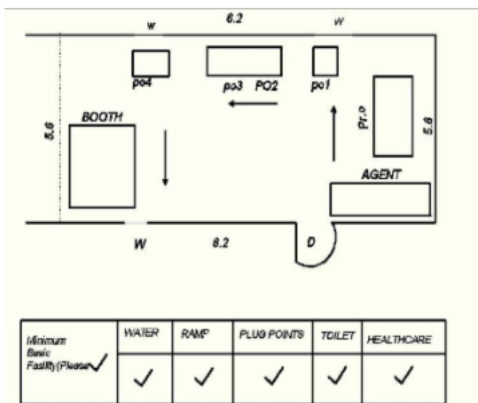 6.2
w
W
po4
po3 PO2
po1
Pr.o
5.6
5.6
BOOTH
AGENT
W
8.2
D
Minimum
Basic
Fasility(Please✓
WATER
RAMP
PLUG POINTS
TOILET
HEALTHCARE
✓ ✓ ✓ ✓ ✓